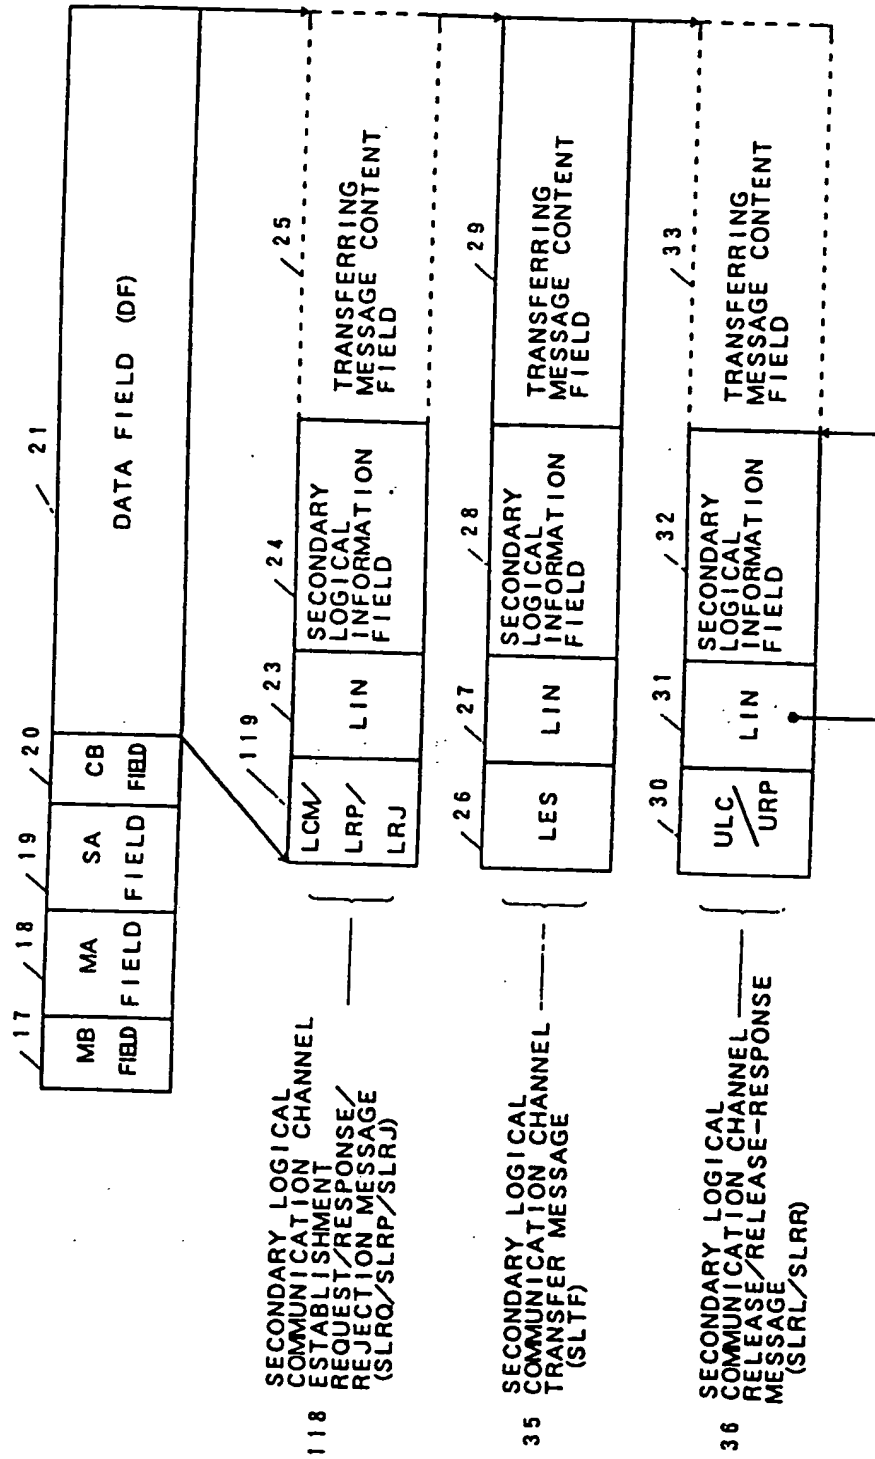 17
18
19
20
21
MB
FIELD
MA
FIELD
SA
FIELD
CB
FIELD
DATA FIELD (DF)
118
SECONDARY LOGICAL
COMMUNICATION CHANNEL
ESTABLISHMENT
REQUEST/RESPONSE/
REJECTION MESSAGE
(SLRQ/SLRP/SLRJ)
119
23
24
25
LCM/
LRP/
LRJ
LIN
SECONDARY
LOGICAL
INFORMATION
FIELD
TRANSFERRING
MESSAGE CONTENT
FIELD
35
SECONDARY LOGICAL
COMMUNICATION CHANNEL
TRANSFER MESSAGE
(SLTF)
26
27
28
29
LES
LIN
SECONDARY
LOGICAL
INFORMATION
FIELD
TRANSFERRING
MESSAGE CONTENT
FIELD
36
SECONDARY LOGICAL
COMMUNICATION CHANNEL
RELEASE/RELEASE-RESPONSE
MESSAGE
(SLRL/SLRR)
30
31
32
33
ULC/
URP
LIN
SECONDARY
LOGICAL
INFORMATION
FIELD
TRANSFERRING
MESSAGE CONTENT
FIELD